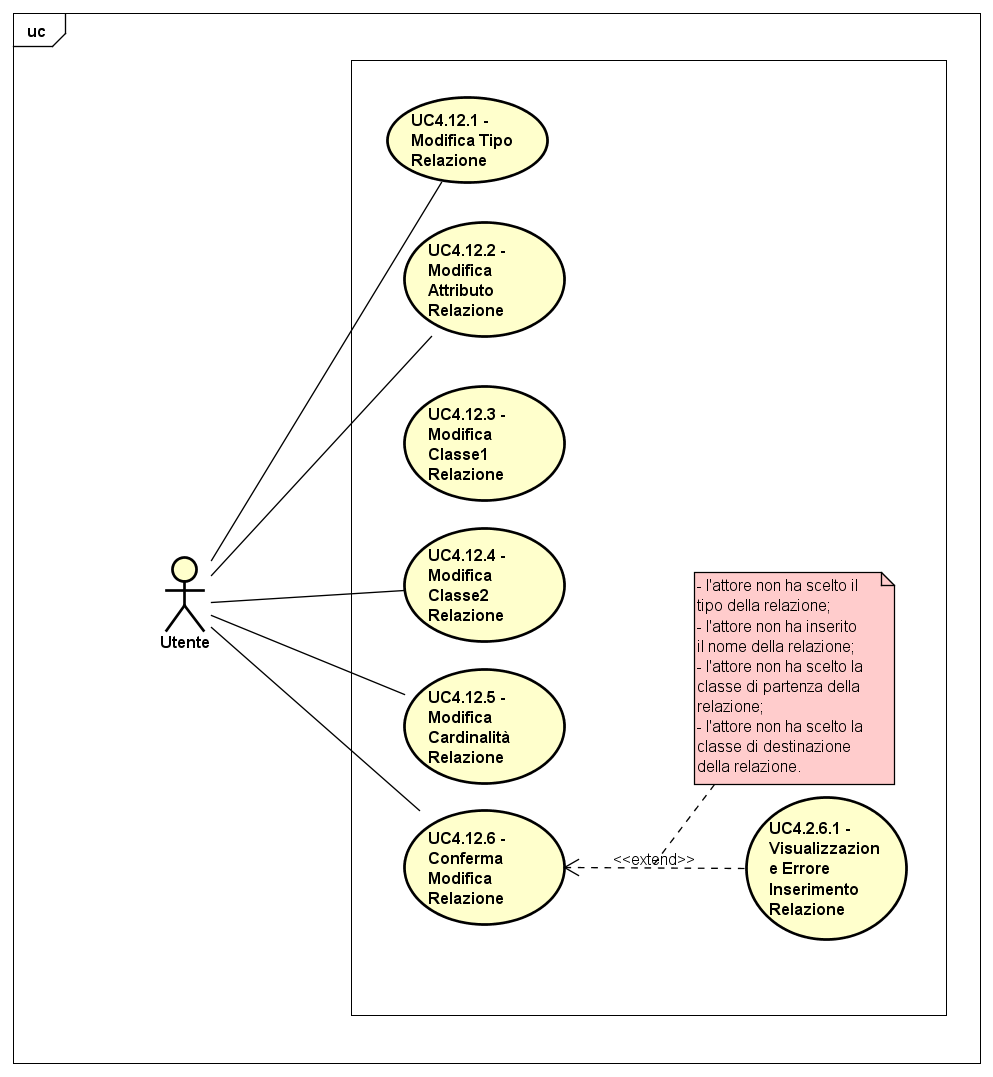 uc
UC4.12.1 -
Modifica Tipo
Relazione
UC4.12.2 -
Modifica
Attributo
Relazione
UC4.12.3 -
Modifica
Classe1
Relazione
UC4.12.4 -
Modifica
Classe2
Relazione
Utente
- l'attore non ha scelto il
tipo della relazione;
- l'attore non ha inserito
il nome della relazione;
- l'attore non ha scelto la
classe di partenza della
relazione;
- l'attore non ha scelto la
classe di destinazione
della relazione.
UC4.12.5 -
Modifica
Cardinalità
Relazione
UC4.12.6 -
Conferma
Modifica
Relazione
<<extend>>
UC4.2.6.1 -
Visualizzazion
e Errore
Inserimento
Relazione